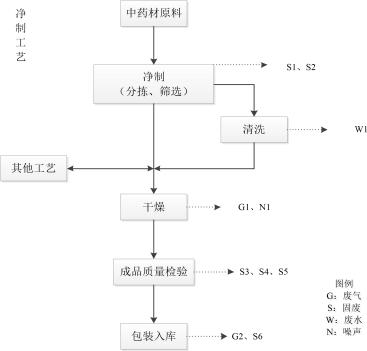 净制工艺
中药材原料
净制
（分拣、筛选）
S1、S2
清洗
W1
其他工艺
干燥
G1、N1
成品质量检验
S3、S4、S5
包装入库
G2、S6
图例
G：废气
S：固废
W：废水
N：噪声